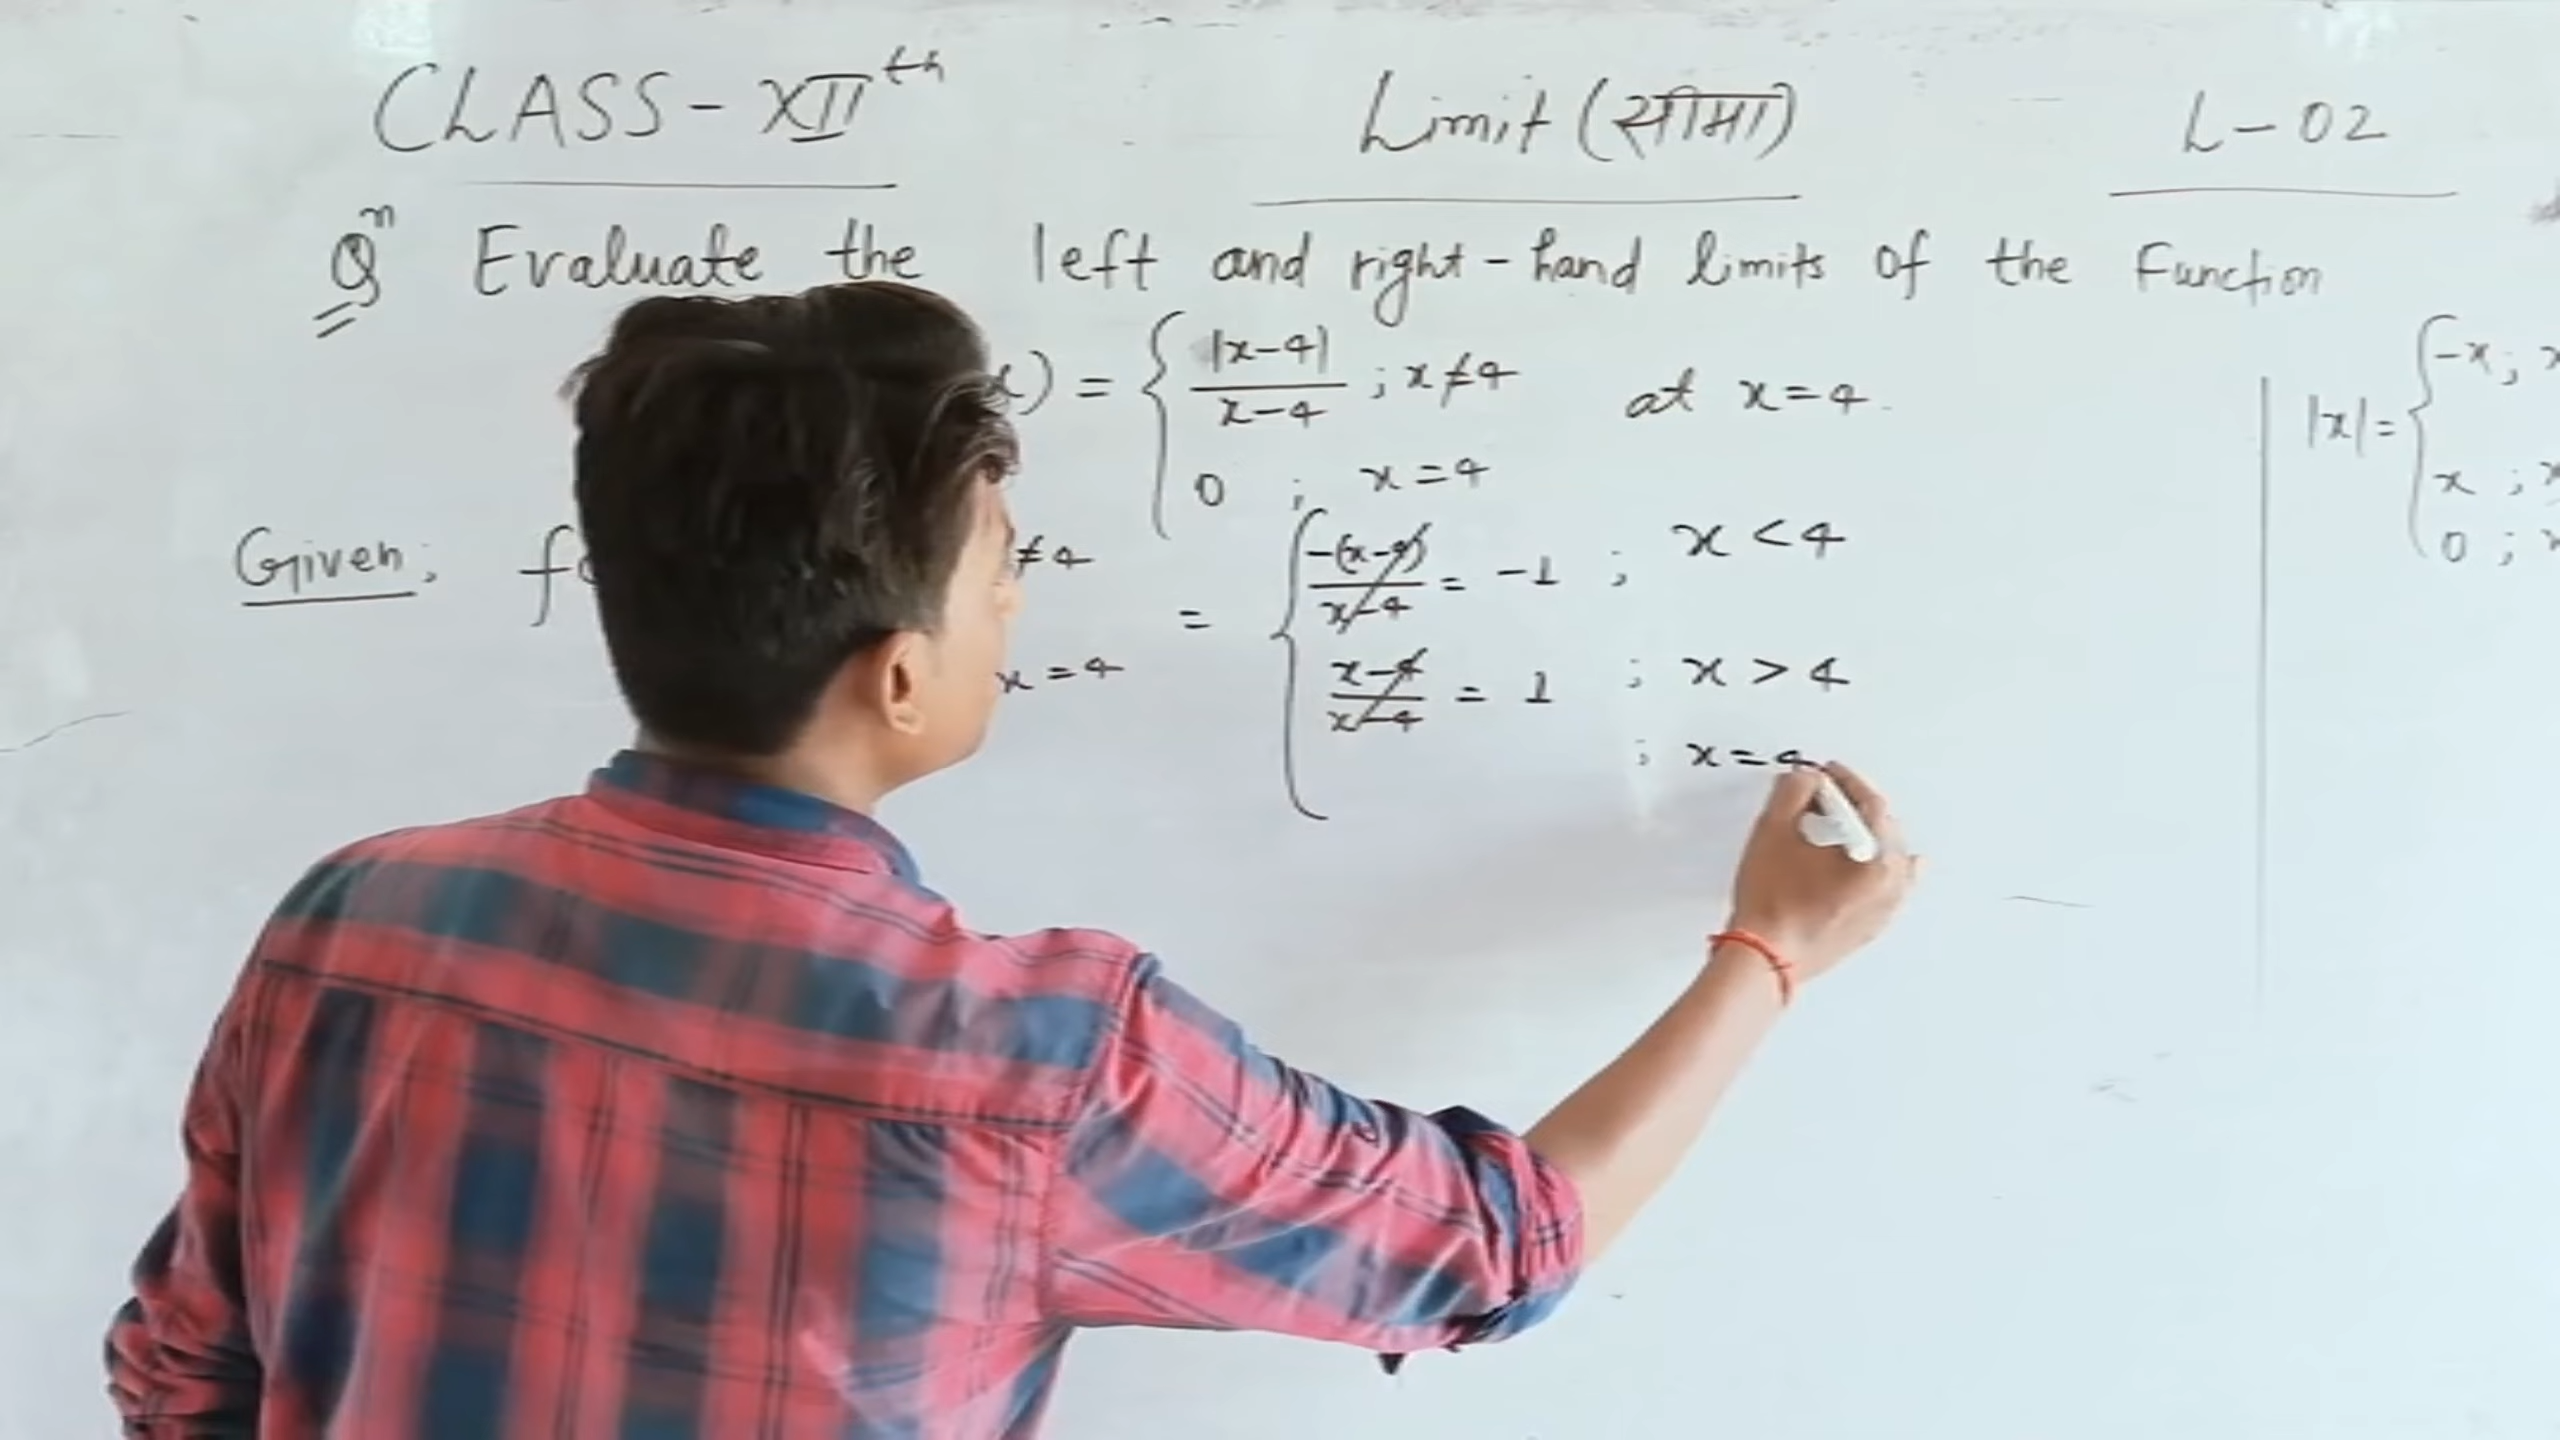 CLASS - XIIth
Limit (सीमा)
L-02
Qn Evaluate the left and right-hand limits of the Function
x) = { |x-4| / x-4 ; x≠4 at x=4.
0 ; x=4
|x| = { -x ;
x ;
0 ;
Given;
≠4
x=4
= { -(x-4) / x-4 = -1 ; x<4
x-4 / x-4 = 1 ; x>4
; x=4